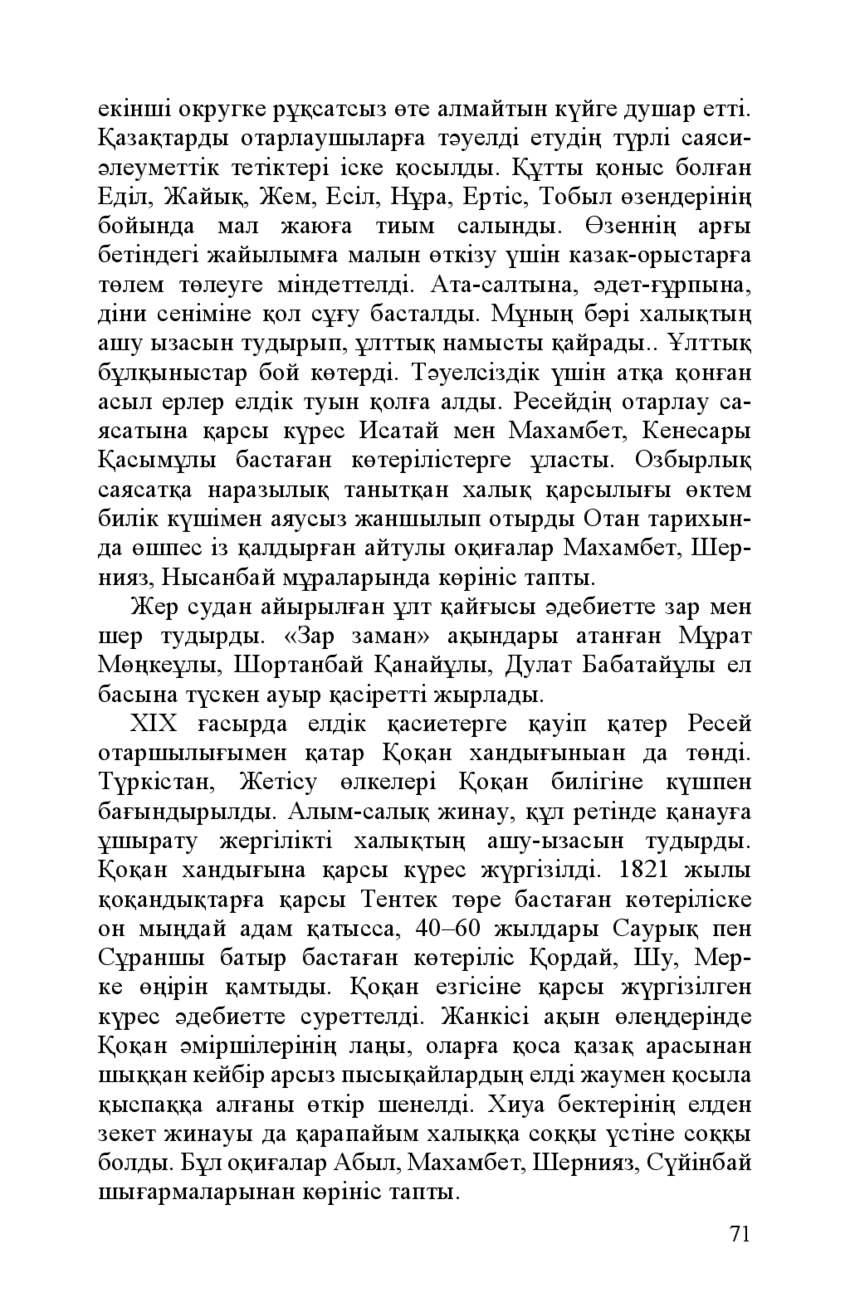 екінші округке рұқсатсыз өте алмайтын күйге душар етті.
Қазақтарды отарлаушыларға тәуелді етудің түрлі саяси-
әлеуметтік тетіктері іске қосылды. Құтты қоныс болған
Еділ, Жайық, Жем, Есіл, Нұра, Ертіс, Тобыл өзендерінің
бойында мал жаюға тиым салынды. Өзеннің арғы
бетіндегі жайылымға малын өткізу үшін казак-орыстарға
төлем төлеуге міндеттелді. Ата-салтына, әдет-ғұрпына,
діни сеніміне қол сұғу басталды. Мұның бәрі халықтың
ашу ызасын тудырып, ұлттық намысты қайрады.. Ұлттық
бұлқыныстар бой көтерді. Тәуелсіздік үшін атқа қонған
асыл ерлер елдік туын қолға алды. Ресейдің отарлау са-
ясатына қарсы күрес Исатай мен Махамбет, Кенесары
Қасымұлы бастаған көтерілістерге ұласты. Озбырлық
саясатқа наразылық танытқан халық қарсылығы өктем
билік күшімен аяусыз жаншылып отырды Отан тарихын-
да өшпес із қалдырған айтулы оқиғалар Махамбет, Шер-
нияз, Нысанбай мұраларында көрініс тапты.
Жер судан айырылған ұлт қайғысы әдебиетте зар мен
шер тудырды. «Зар заман» ақындары атанған Мұрат
Мөңкеұлы, Шортанбай Қанайұлы, Дулат Бабатайұлы ел
басына түскен ауыр қасіретті жырлады.
XIX ғасырда елдік қасиетерге қауіп қатер Ресей
отаршылығымен қатар Қоқан хандығыныан да төнді.
Түркістан, Жетісу өлкелері Қоқан билігіне күшпен
бағындырылды. Алым-салық жинау, құл ретінде қанауға
ұшырату жергілікті халықтың ашу-ызасын тудырды.
Қоқан хандығына қарсы күрес жүргізілді. 1821 жылы
қоқандықтарға қарсы Тентек төре бастаған көтеріліске
он мыңдай адам қатысса, 40–60 жылдары Саурық пен
Сұраншы батыр бастаған көтеріліс Қордай, Шу, Мер-
ке өңірін қамтыды. Қоқан езгісіне қарсы жүргізілген
күрес әдебиетте суреттелді. Жанкісі ақын өлеңдерінде
Қоқан әміршілерінің лаңы, оларға қоса қазақ арасынан
шыққан кейбір арсыз пысықайлардың елді жаумен қосыла
қыспаққа алғаны өткір шенелді. Хиуа бектерінің елден
зекет жинауы да қарапайым халыққа соққы үстіне соққы
болды. Бұл оқиғалар Абыл, Махамбет, Шернияз, Сүйінбай
шығармаларынан көрініс тапты.
71